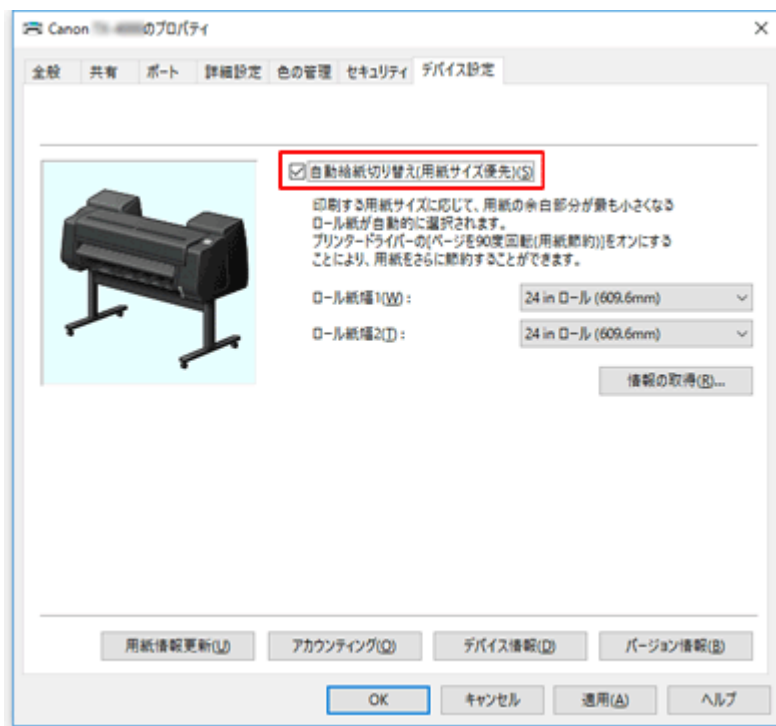 Canon のプロパティ
全般 共有 ポート 詳細設定 色の管理 セキュリティ デバイス設定
自動給紙切り替え(用紙サイズ優先)(S)
印刷する用紙サイズに応じて、用紙の余白部分が最も小さくなる
ロール紙が自動的に選択されます。
プリンタードライバーの[ページを90度回転(用紙節約)]をオンにする
ことにより、用紙をさらに節約することができます。
ロール紙幅1(W) : 24 in ロール (609.6mm)
ロール紙幅2(T) : 24 in ロール (609.6mm)
情報の取得(R)...
用紙情報更新(U) アカウンティング(O) デバイス情報(D) バージョン情報(B)
OK キャンセル 適用(A) ヘルプ